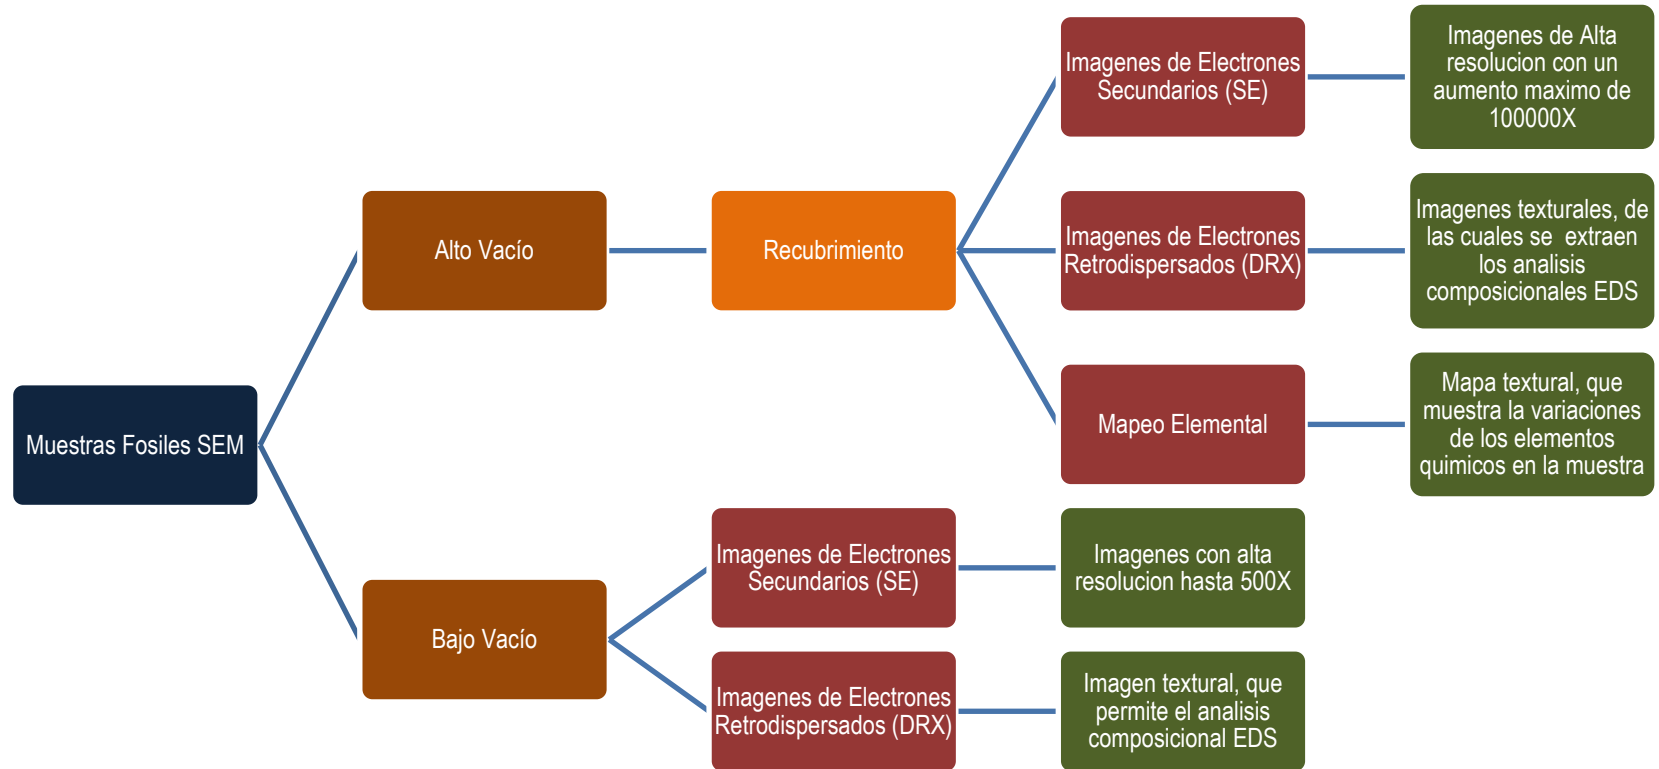 Muestras Fosiles SEM
Alto Vacío
Recubrimiento
Imagenes de Electrones
Secundarios (SE)
Imagenes de Alta
resolucion con un
aumento maximo de
100000X
Imagenes de Electrones
Retrodispersados (DRX)
Imagenes texturales, de
las cuales se extraen
los analisis
composicionales EDS
Mapeo Elemental
Mapa textural, que
muestra la variaciones
de los elementos
quimicos en la muestra
Bajo Vacío
Imagenes de Electrones
Secundarios (SE)
Imagenes con alta
resolucion hasta 500X
Imagenes de Electrones
Retrodispersados (DRX)
Imagen textural, que
permite el analisis
composicional EDS